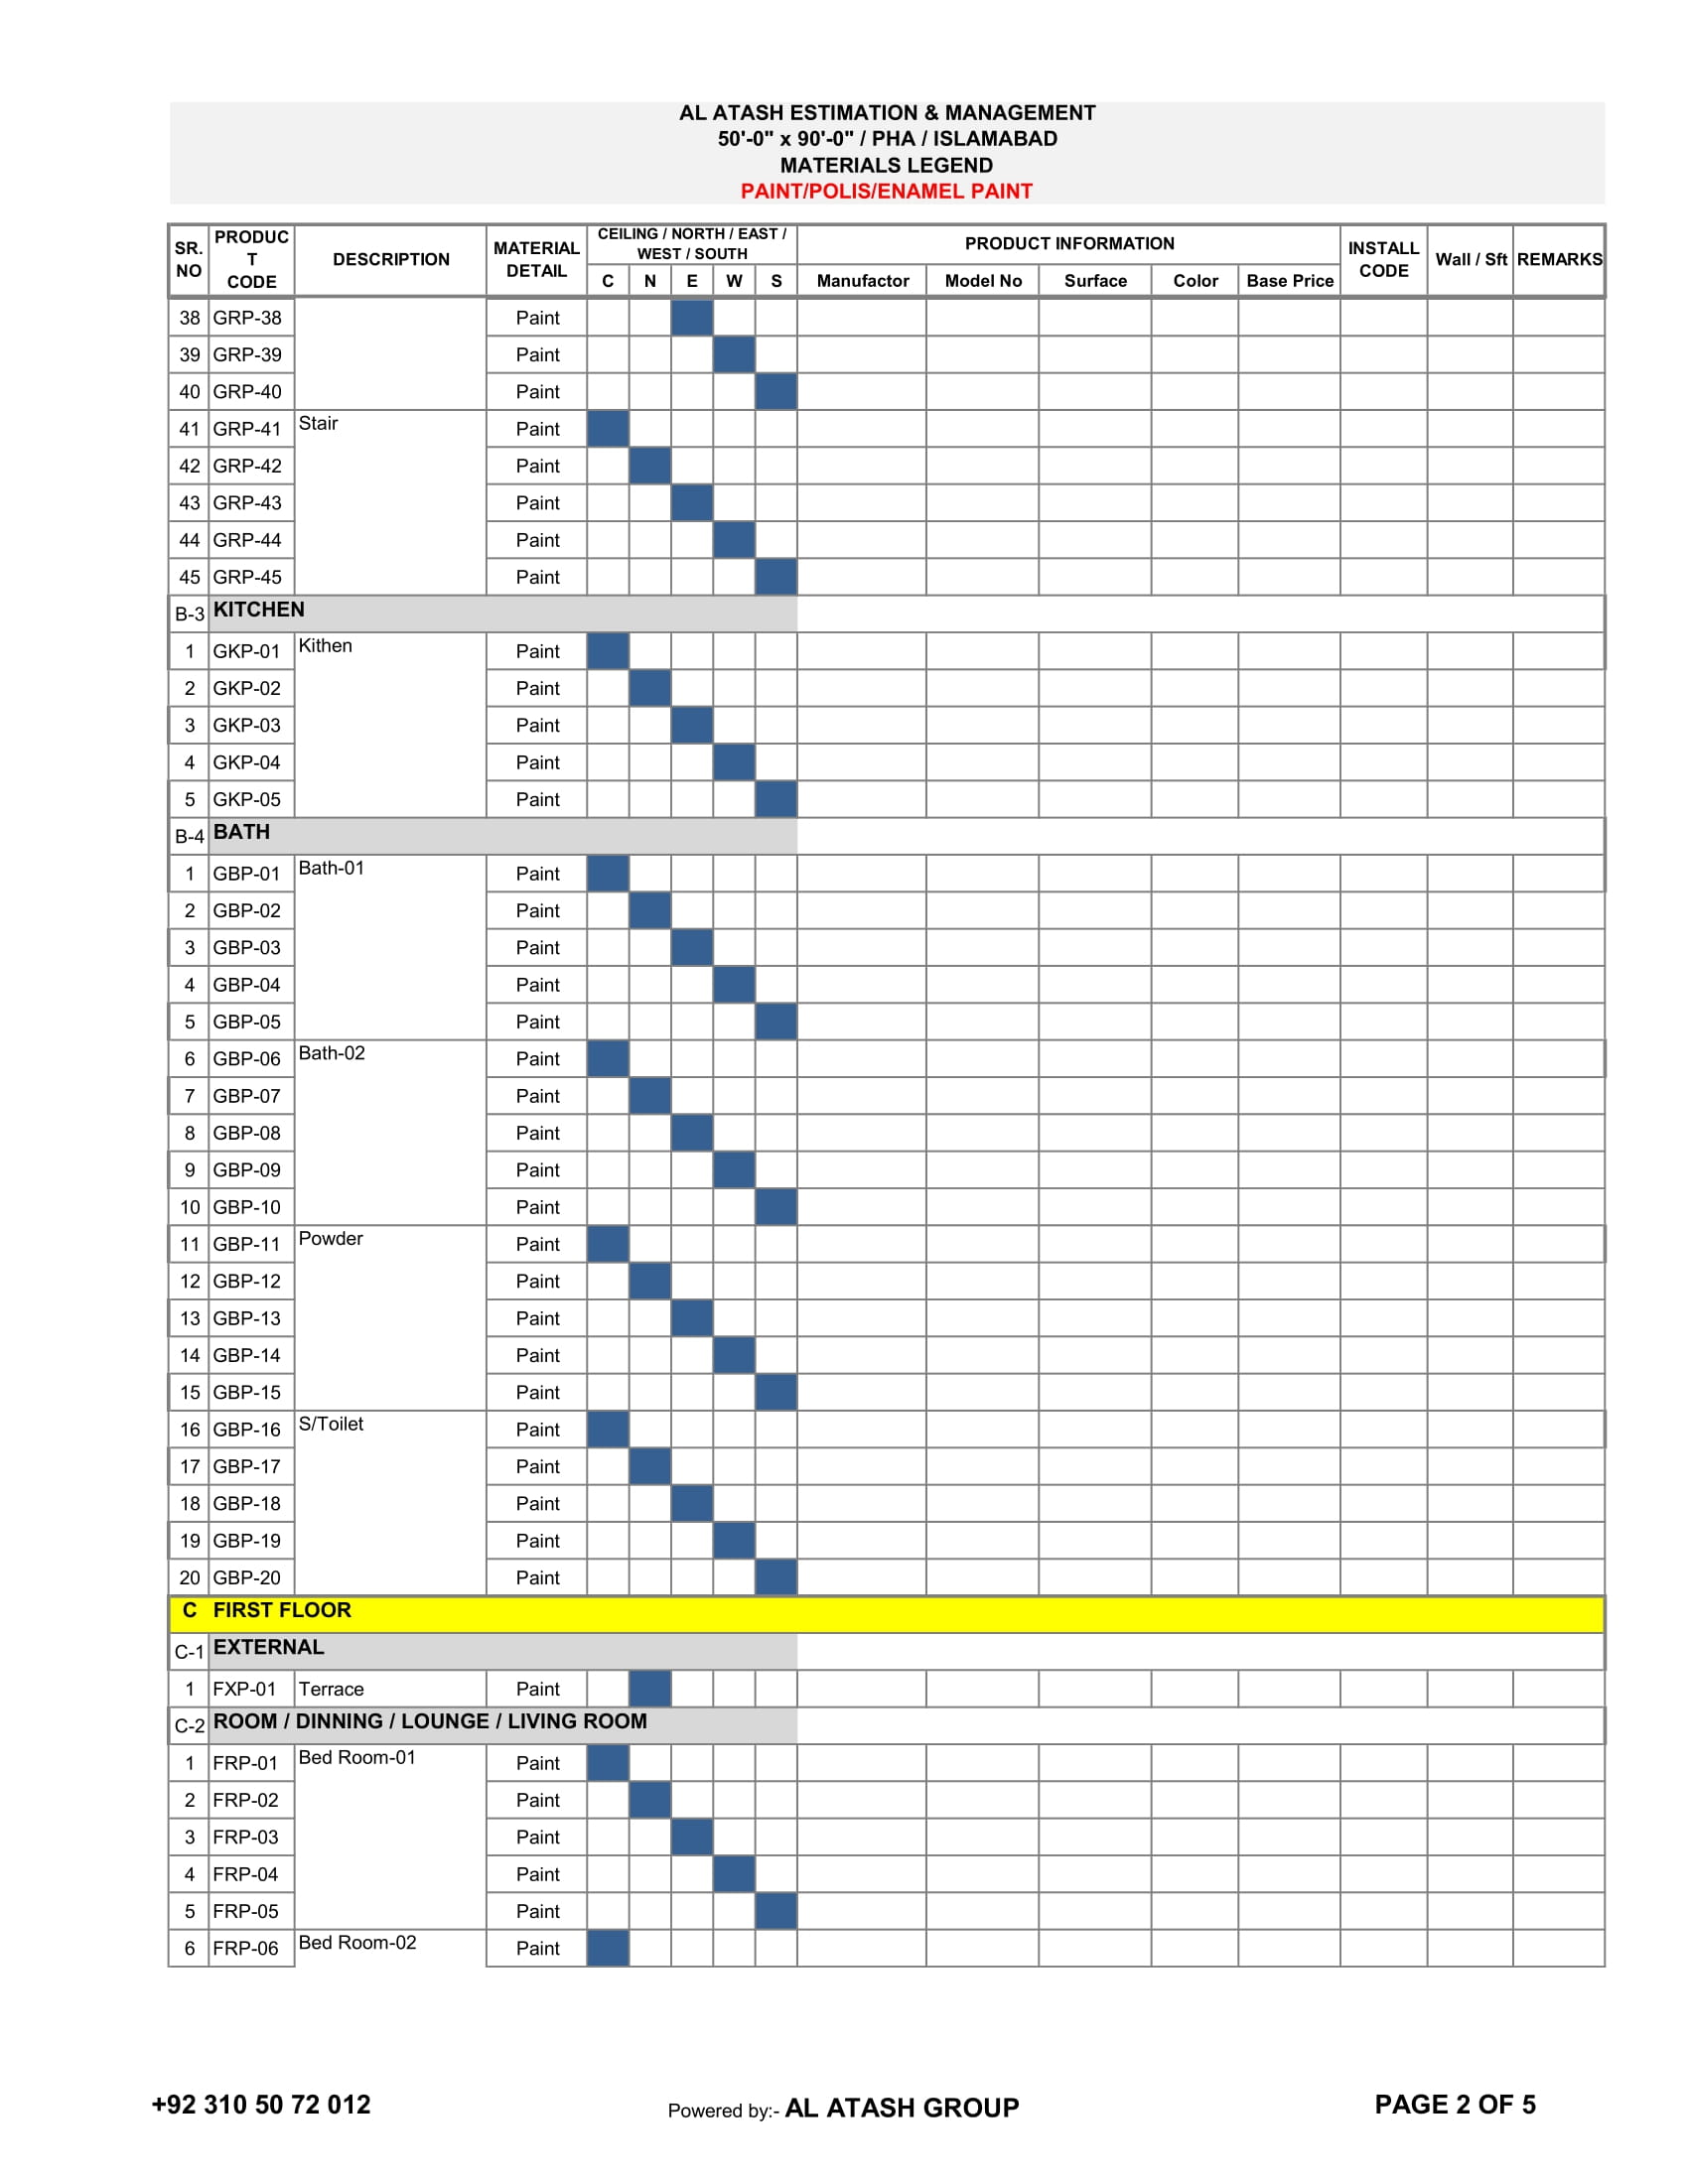 AL ATASH ESTIMATION & MANAGEMENT
50'-0" x 90'-0" / PHA / ISLAMABAD
MATERIALS LEGEND
PAINT/POLIS/ENAMEL PAINT
SR. NO PRODUC T CODE DESCRIPTION MATERIAL DETAIL CEILING / NORTH / EAST / WEST / SOUTH PRODUCT INFORMATION INSTALL CODE Wall / Sft REMARKS
C N E W S Manufactor Model No Surface Color Base Price
38 GRP-38 Paint
39 GRP-39 Paint
40 GRP-40 Paint
41 GRP-41 Stair Paint
42 GRP-42 Paint
43 GRP-43 Paint
44 GRP-44 Paint
45 GRP-45 Paint
B-3 KITCHEN
1 GKP-01 Kithen Paint
2 GKP-02 Paint
3 GKP-03 Paint
4 GKP-04 Paint
5 GKP-05 Paint
B-4 BATH
1 GBP-01 Bath-01 Paint
2 GBP-02 Paint
3 GBP-03 Paint
4 GBP-04 Paint
5 GBP-05 Paint
6 GBP-06 Bath-02 Paint
7 GBP-07 Paint
8 GBP-08 Paint
9 GBP-09 Paint
10 GBP-10 Paint
11 GBP-11 Powder Paint
12 GBP-12 Paint
13 GBP-13 Paint
14 GBP-14 Paint
15 GBP-15 Paint
16 GBP-16 S/Toilet Paint
17 GBP-17 Paint
18 GBP-18 Paint
19 GBP-19 Paint
20 GBP-20 Paint
C FIRST FLOOR
C-1 EXTERNAL
1 FXP-01 Terrace Paint
C-2 ROOM / DINNING / LOUNGE / LIVING ROOM
1 FRP-01 Bed Room-01 Paint
2 FRP-02 Paint
3 FRP-03 Paint
4 FRP-04 Paint
5 FRP-05 Paint
6 FRP-06 Bed Room-02 Paint
+92 310 50 72 012 Powered by:- AL ATASH GROUP PAGE 2 OF 5